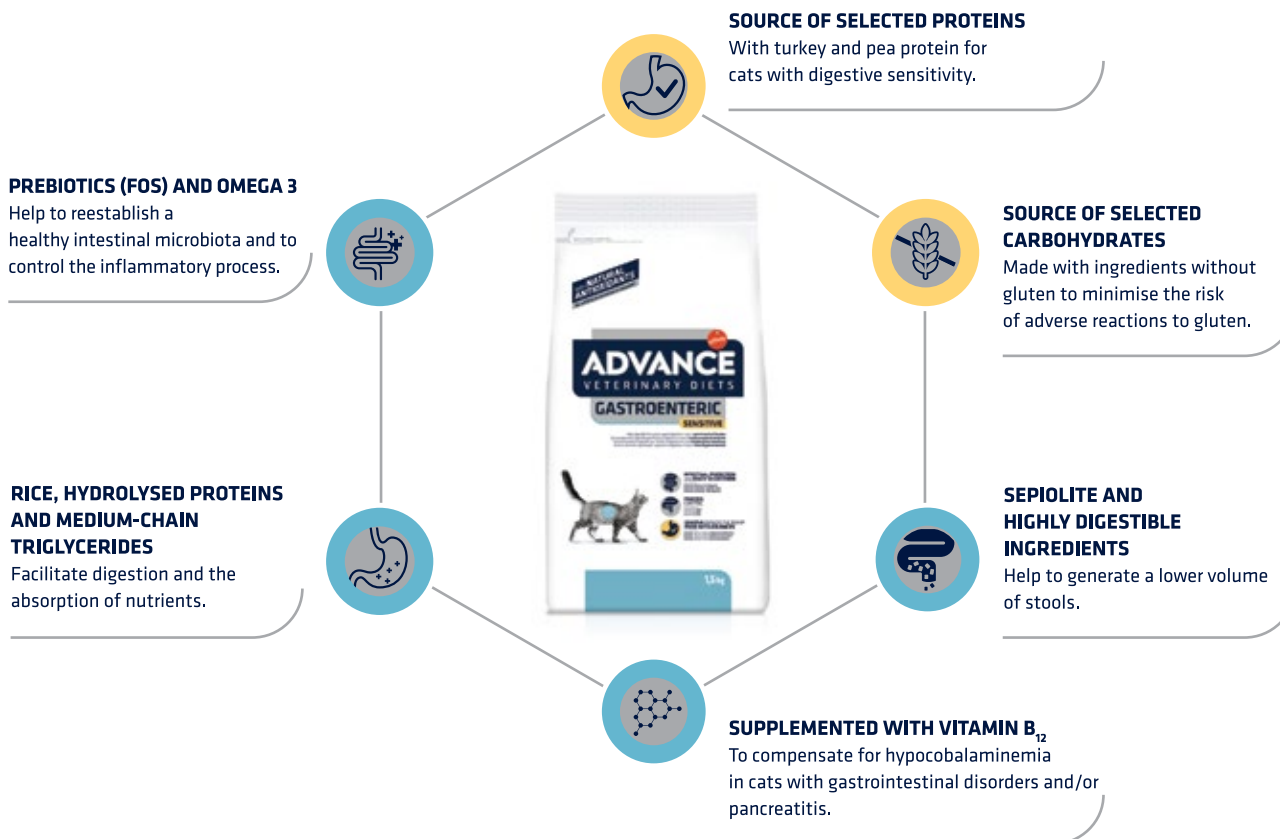 SOURCE OF SELECTED PROTEINS
With turkey and pea protein for
cats with digestive sensitivity.
PREBIOTICS (FOS) AND OMEGA 3
Help to reestablish a
healthy intestinal microbiota and to
control the inflammatory process.
SOURCE OF SELECTED
CARBOHYDRATES
Made with ingredients without
gluten to minimise the risk
of adverse reactions to gluten.
NATURAL
ANTIOXIDANTS
ADVANCE
VETERINARY DIETS
GASTROENTERIC
SENSITIVE
1,5 kg
RICE, HYDROLYSED PROTEINS
AND MEDIUM-CHAIN
TRIGLYCERIDES
Facilitate digestion and the
absorption of nutrients.
SEPIOLITE AND
HIGHLY DIGESTIBLE
INGREDIENTS
Help to generate a lower volume
of stools.
SUPPLEMENTED WITH VITAMIN B₁₂
To compensate for hypocobalaminemia
in cats with gastrointestinal disorders and/or
pancreatitis.